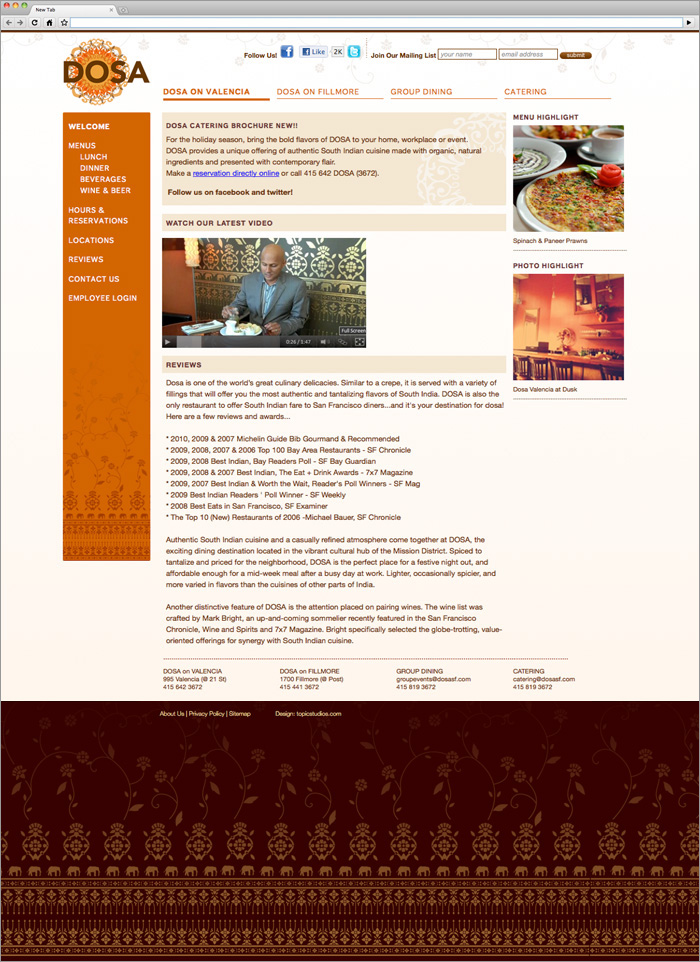 New Tab
DOSA
Follow Us!
Like
2K
Join Our Mailing List
your name
email address
submit
DOSA ON VALENCIA
DOSA ON FILLMORE
GROUP DINING
CATERING
WELCOME
MENUS
LUNCH
DINNER
BEVERAGES
WINE & BEER
HOURS &
RESERVATIONS
LOCATIONS
REVIEWS
CONTACT US
EMPLOYEE LOGIN
DOSA CATERING BROCHURE NEW!!
For the holiday season, bring the bold flavors of DOSA to your home, workplace or event.
DOSA provides a unique offering of authentic South Indian cuisine made with organic, natural
ingredients and presented with contemporary flair.
Make a reservation directly online or call 415 642 DOSA (3672).
Follow us on facebook and twitter!
WATCH OUR LATEST VIDEO
Full Screen
0:26 / 1:47
REVIEWS
Dosa is one of the world's great culinary delicacies. Similar to a crepe, it is served with a variety of
fillings that will offer you the most authentic and tantalizing flavors of South India. DOSA is also the
only restaurant to offer South Indian fare to San Francisco diners...and it's your destination for dosa!
Here are a few reviews and awards...
* 2010, 2009 & 2007 Michelin Guide Bib Gourmand & Recommended
* 2009, 2008, 2007 & 2006 Top 100 Bay Area Restaurants - SF Chronicle
* 2009, 2008 Best Indian, Bay Readers Poll - SF Bay Guardian
* 2009, 2008 & 2007 Best Indian, The Eat + Drink Awards - 7x7 Magazine
* 2009, 2007 Best Indian & Worth the Wait, Reader's Poll Winners - SF Mag
* 2009 Best Indian Readers ' Poll Winner - SF Weekly
* 2008 Best Eats in San Francisco, SF Examiner
* The Top 10 (New) Restaurants of 2006 -Michael Bauer, SF Chronicle
Authentic South Indian cuisine and a casually refined atmosphere come together at DOSA, the
exciting dining destination located in the vibrant cultural hub of the Mission District. Spiced to
tantalize and priced for the neighborhood, DOSA is the perfect place for a festive night out, and
affordable enough for a mid-week meal after a busy day at work. Lighter, occasionally spicier, and
more varied in flavors than the cuisines of other parts of India.
Another distinctive feature of DOSA is the attention placed on pairing wines. The wine list was
crafted by Mark Bright, an up-and-coming sommelier recently featured in the San Francisco
Chronicle, Wine and Spirits and 7x7 Magazine. Bright specifically selected the globe-trotting, value-
oriented offerings for synergy with South Indian cuisine.
MENU HIGHLIGHT
Spinach & Paneer Prawns
PHOTO HIGHLIGHT
Dosa Valencia at Dusk
DOSA on VALENCIA
995 Valencia (@ 21 St)
415 642 3672
DOSA on FILLMORE
1700 Fillmore (@ Post)
415 441 3672
GROUP DINING
groupevents@dosasf.com
415 819 3672
CATERING
catering@dosasf.com
415 819 3672
About Us | Privacy Policy | Sitemap
Design: topicstudios.com